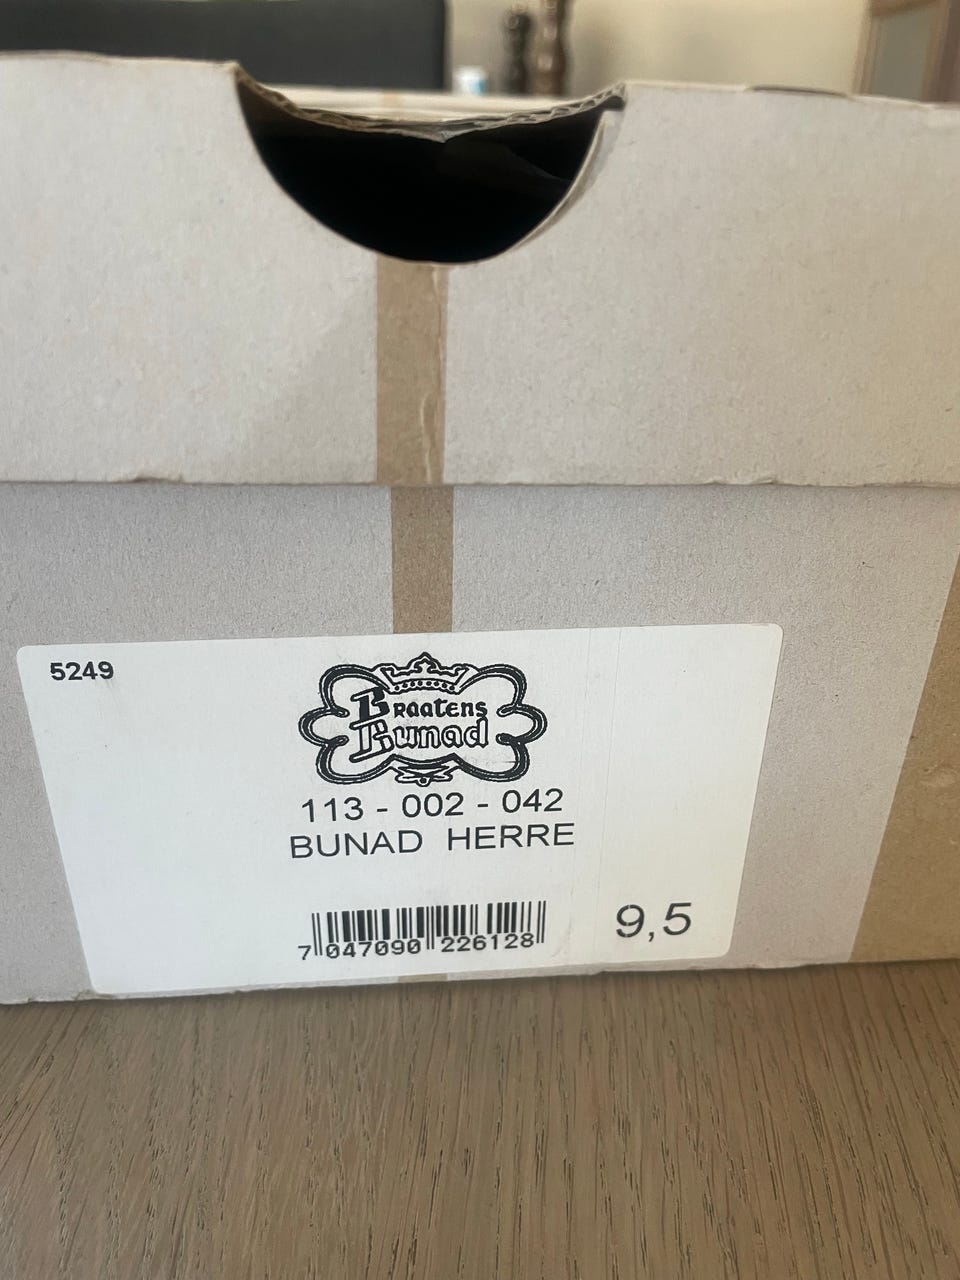 5249
Braatens
Bunad
113 - 002 - 042
BUNAD HERRE
7 047090 226128
9,5